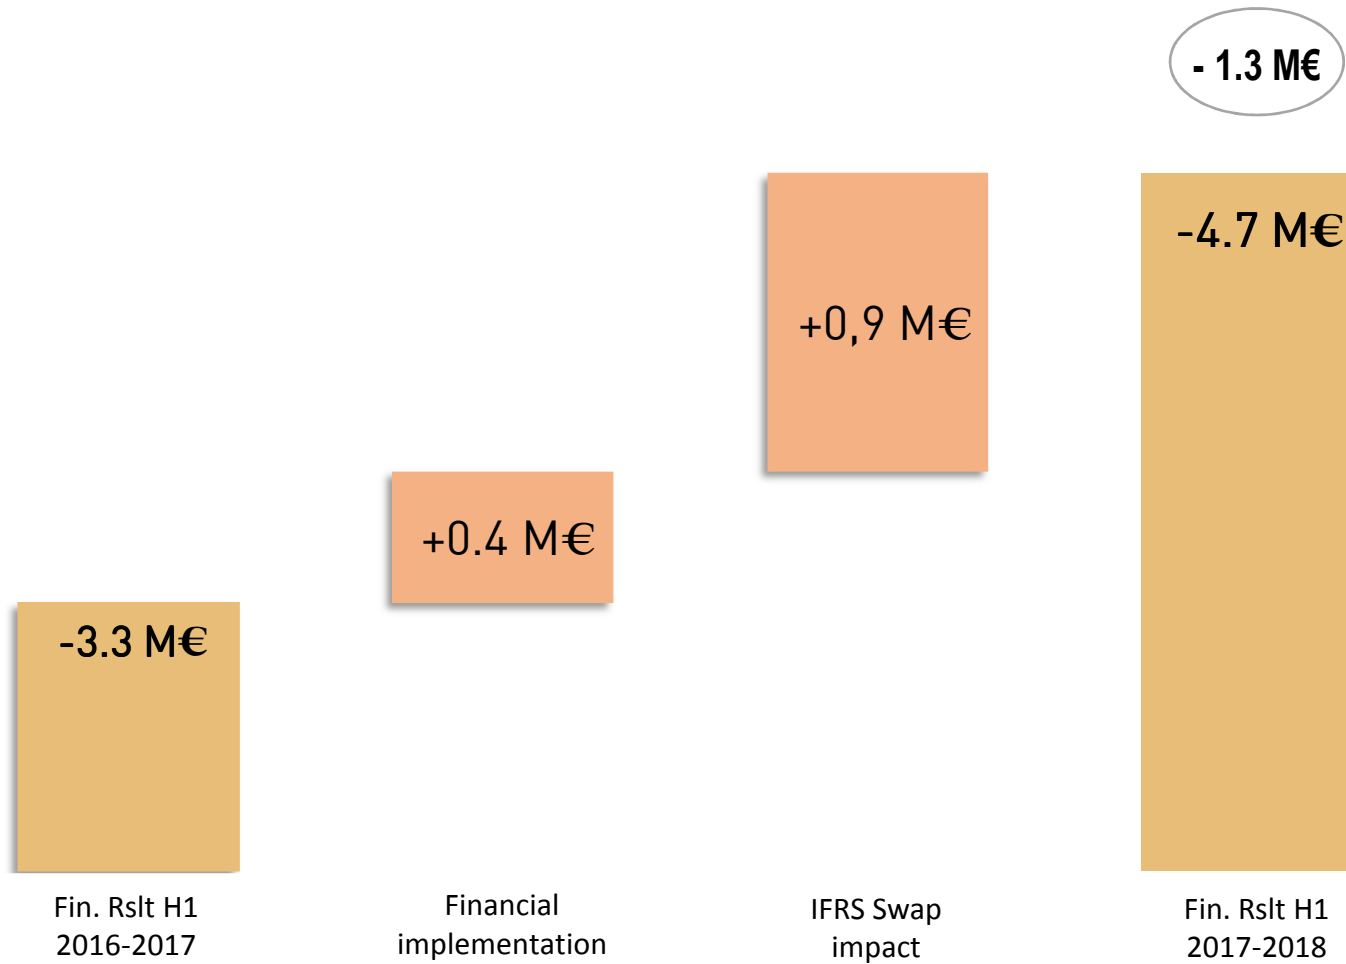 - 1.3 M€
-4.7 M€
+0,9 M€
+0.4 M€
-3.3 M€
Fin. Rslt H1
2016-2017
Financial
implementation
IFRS Swap
impact
Fin. Rslt H1
2017-2018